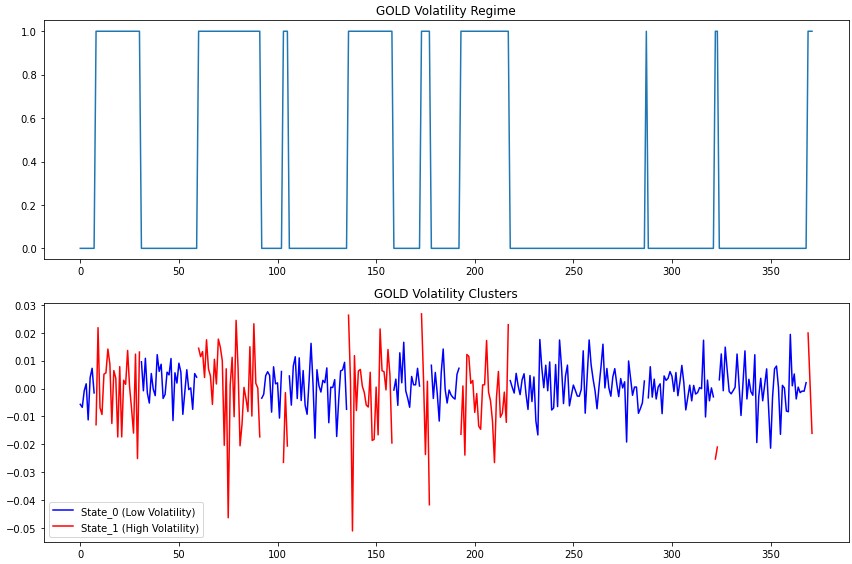 GOLD Volatility Regime
1.0
0.8
0.6
0.4
0.2
0.0
0 50 100 150 200 250 300 350
GOLD Volatility Clusters
0.03
0.02
0.01
0.00
−0.01
−0.02
−0.03
−0.04
−0.05
State_0 (Low Volatility)
State_1 (High Volatility)
0 50 100 150 200 250 300 350